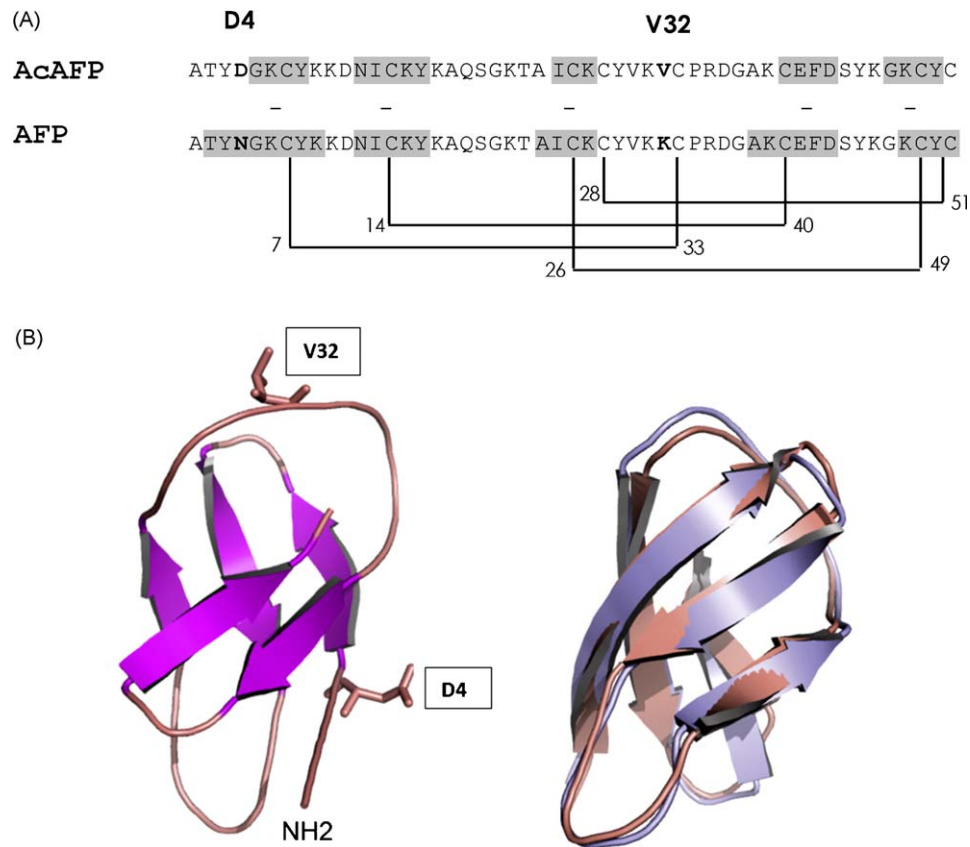 (A)
D4 V32
AcAFP ATYDGKCYKKDNICKYKAQSGKTAICKCYVKVCPRDGAKCEFDSYKGKCYC
– – – – –
AFP ATYNGKCYKKDNICKYKAQSGKTAICKCYVKKCPRDGAKCEFDSYKGKCYC
28 51
14 40
7 33
26 49
(B)
V32
D4
NH2